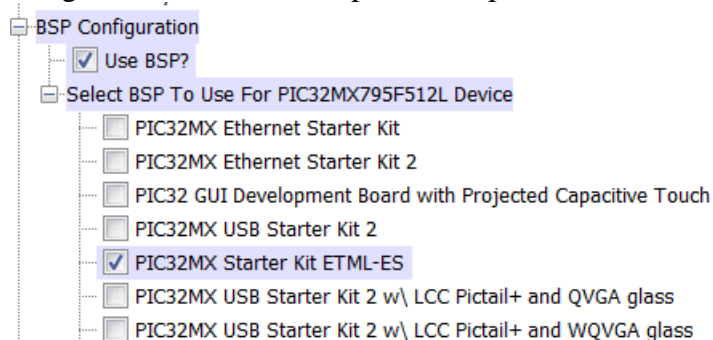 BSP Configuration
Use BSP?
Select BSP To Use For PIC32MX795F512L Device
PIC32MX Ethernet Starter Kit
PIC32MX Ethernet Starter Kit 2
PIC32 GUI Development Board with Projected Capacitive Touch
PIC32MX USB Starter Kit 2
PIC32MX Starter Kit ETML-ES
PIC32MX USB Starter Kit 2 w\ LCC Pictail+ and QVGA glass
PIC32MX USB Starter Kit 2 w\ LCC Pictail+ and WQVGA glass